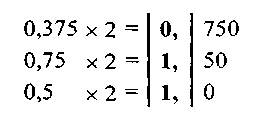 0,375 × 2 = | 0, | 750
0,75 × 2 = | 1, | 50
0,5 × 2 = | 1, | 0